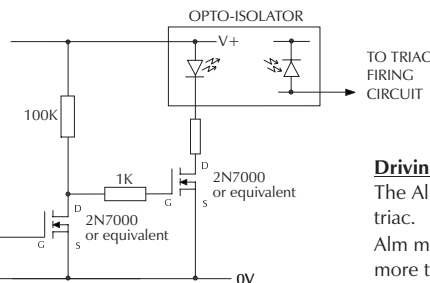 OPTO-ISOLATOR
V+
TO TRIAC
FIRING
CIRCUIT
100K
1K
D
G
S
2N7000
or equivalent
D
G
S
2N7000
or equivalent
0V
The Al
triac.
Alm m
more t